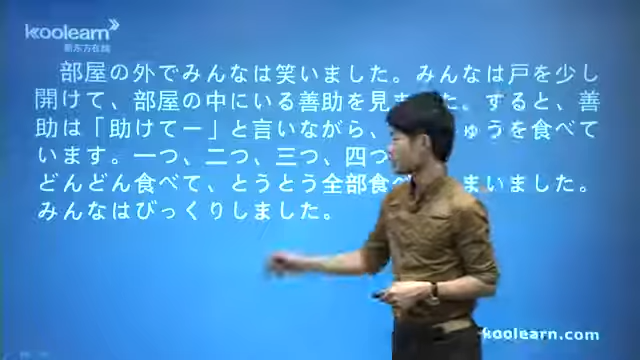 koolearn
新东方在线
部屋の外でみんなは笑いました。みんなは戸を少し
開けて、部屋の中にいる善助を見ました。すると、善
助は「助けてー」と言いながら、 ゅうを食べて
います。一つ、二つ、三つ、四つ
どんどん食べて、とうとう全部食べ まいました。
みんなはびっくりしました。
koolearn.com